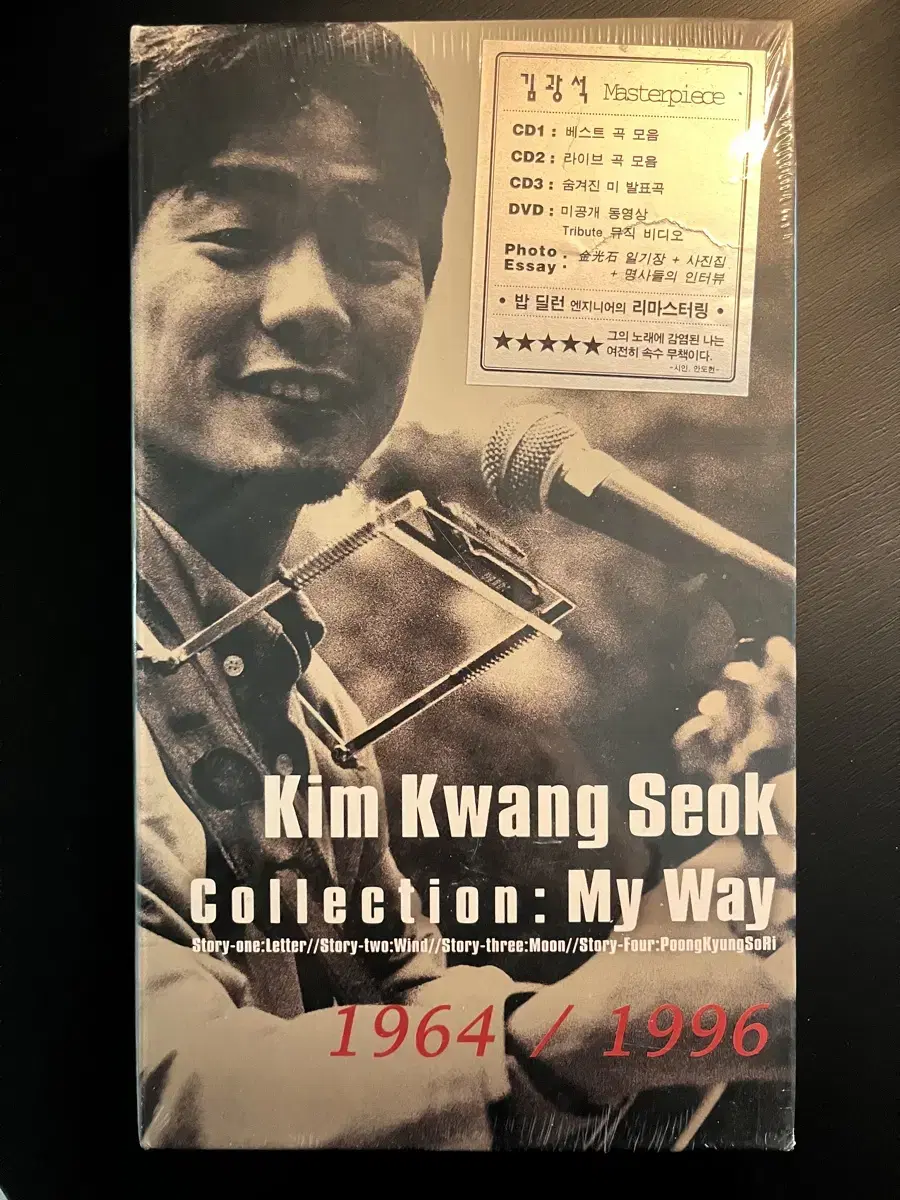 김광석 Masterpiece
CD1 : 베스트 곡 모음
CD2 : 라이브 곡 모음
CD3 : 숨겨진 미 발표곡
DVD : 미공개 동영상
Tribute 뮤직 비디오
Photo Essay : 金光石 일기장 + 사진집
+ 명사들의 인터뷰
• 밥 딜런 엔지니어의 리마스터링 •
★★★★★ 그의 노래에 감염된 나는
여전히 속수 무책이다.
-시인. 안도현-
Kim Kwang Seok
Collection: My Way
Story-one:Letter//Story-two:Wind//Story-three:Moon//Story-Four:PoongKyungSoRi
1964 / 1996